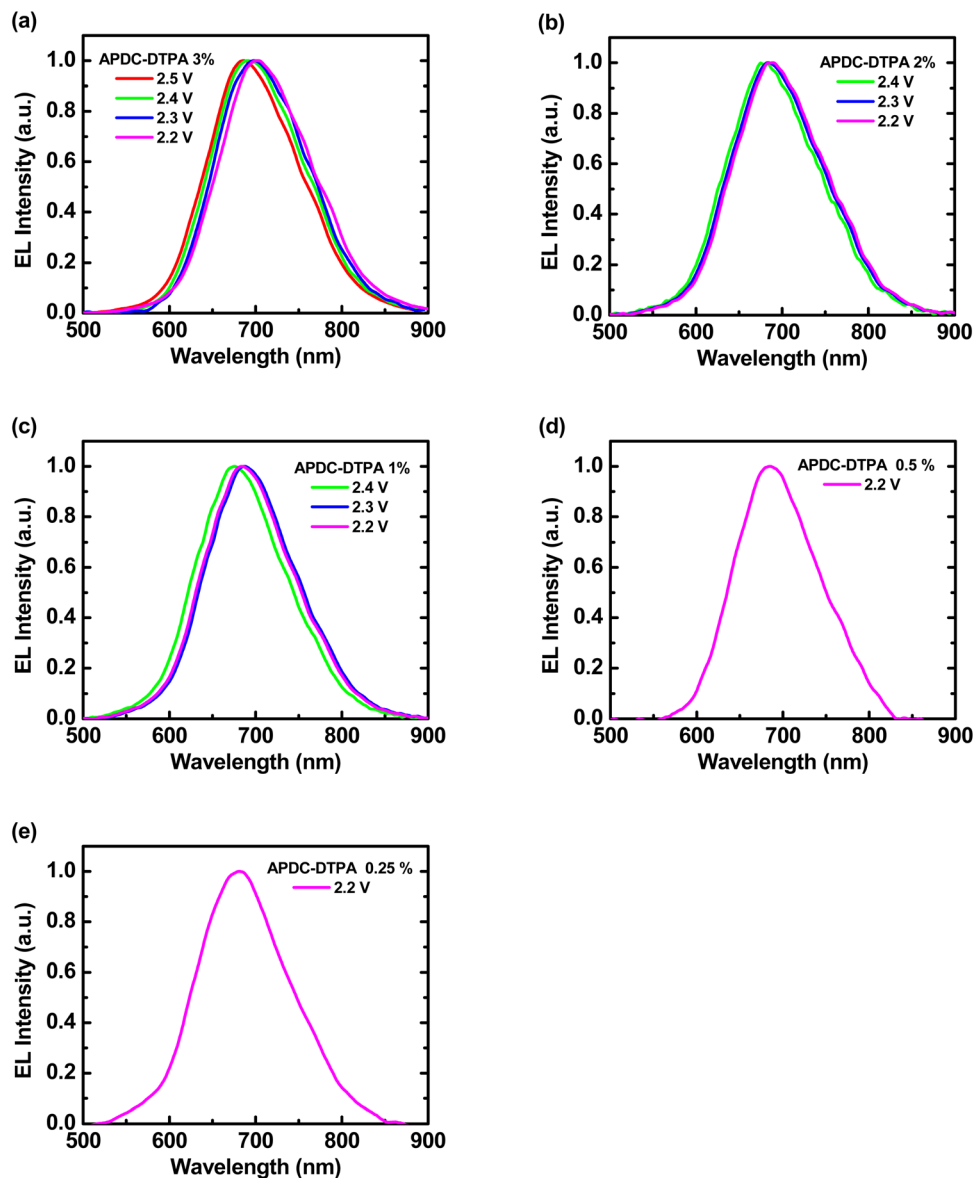 (a)
APDC-DTPA 3%
2.5 V
2.4 V
2.3 V
2.2 V
1.0
0.8
0.6
0.4
0.2
0.0
EL Intensity (a.u.)
500 600 700 800 900
Wavelength (nm)
(b)
APDC-DTPA 2%
2.4 V
2.3 V
2.2 V
1.0
0.8
0.6
0.4
0.2
0.0
EL Intensity (a.u.)
500 600 700 800 900
Wavelength (nm)
(c)
APDC-DTPA 1%
2.4 V
2.3 V
2.2 V
1.0
0.8
0.6
0.4
0.2
0.0
EL Intensity (a.u.)
500 600 700 800 900
Wavelength (nm)
(d)
APDC-DTPA 0.5 %
2.2 V
1.0
0.8
0.6
0.4
0.2
0.0
EL Intensity (a.u.)
500 600 700 800 900
Wavelength (nm)
(e)
APDC-DTPA 0.25 %
2.2 V
1.0
0.8
0.6
0.4
0.2
0.0
EL Intensity (a.u.)
500 600 700 800 900
Wavelength (nm)